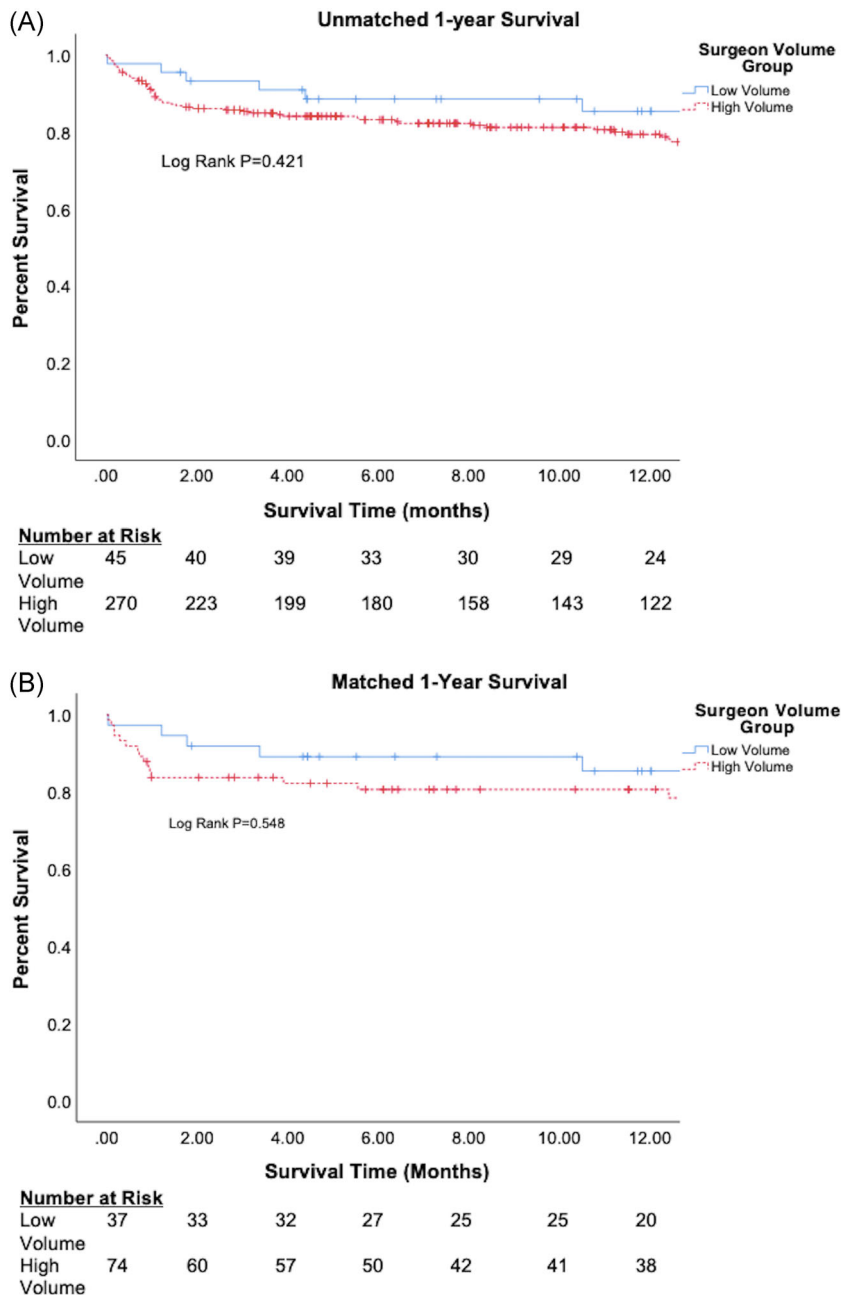 (A)
Unmatched 1-year Survival
Surgeon Volume
Group
Low Volume
High Volume
1.0
0.8
0.6
0.4
0.2
0.0
Percent Survival
Log Rank P=0.421
.00 2.00 4.00 6.00 8.00 10.00 12.00
Survival Time (months)
Number at Risk
Low Volume 45 40 39 33 30 29 24
High Volume 270 223 199 180 158 143 122
(B)
Matched 1-Year Survival
Surgeon Volume
Group
Low Volume
High Volume
1.0
0.8
0.6
0.4
0.2
0.0
Percent Survival
Log Rank P=0.548
.00 2.00 4.00 6.00 8.00 10.00 12.00
Survival Time (Months)
Number at Risk
Low Volume 37 33 32 27 25 25 20
High Volume 74 60 57 50 42 41 38